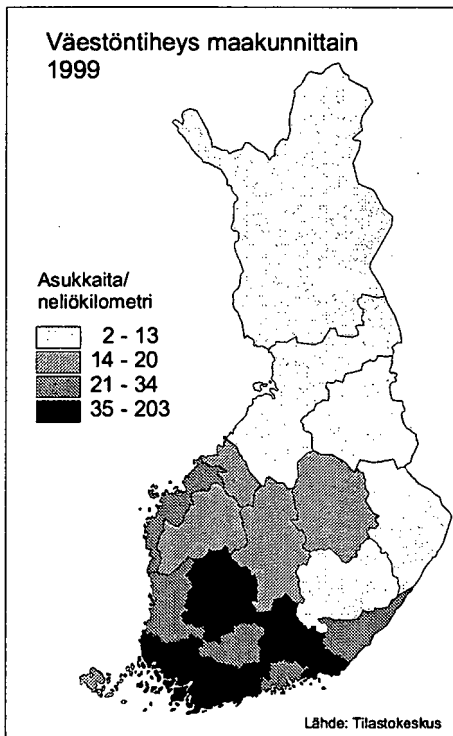 Väestöntiheys maakunnittain
1999
Asukkaita/
neliökilometri
2 - 13
14 - 20
21 - 34
35 - 203
Lähde: Tilastokeskus